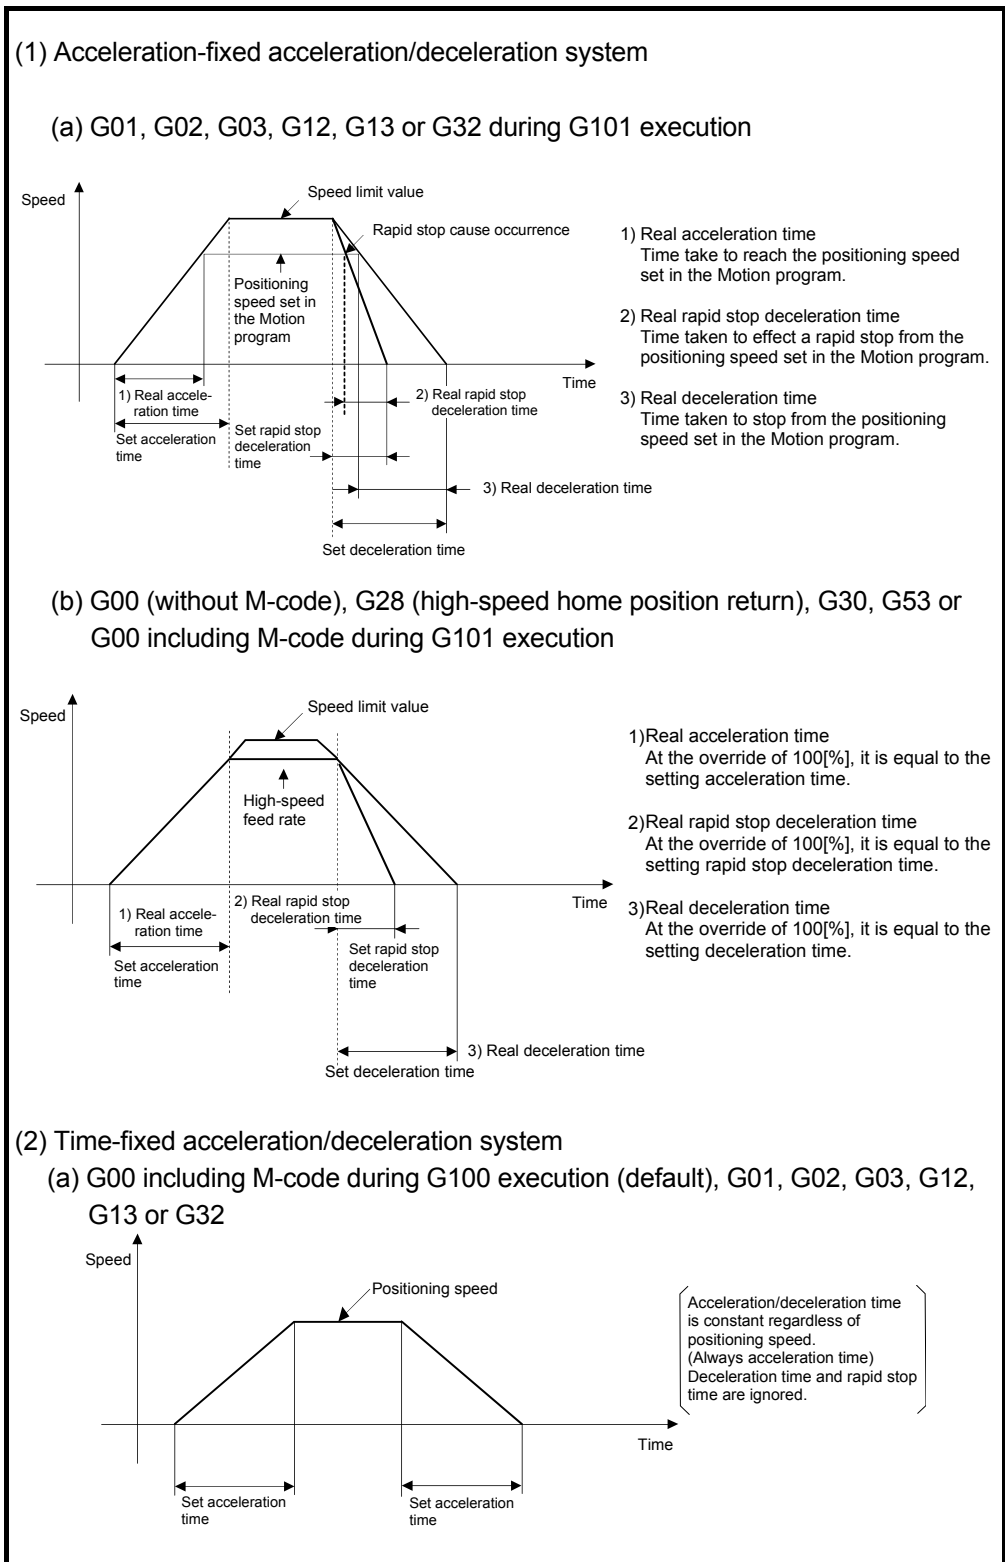 (1) Acceleration-fixed acceleration/deceleration system
(a) G01, G02, G03, G12, G13 or G32 during G101 execution
Speed
Speed limit value
Rapid stop cause occurrence
Positioning
speed set in
the Motion
program
Time
1) Real accele-
ration time
Set acceleration
time
Set rapid stop
deceleration
time
2) Real rapid stop
deceleration time
3) Real deceleration time
Set deceleration time
1) Real acceleration time
Time take to reach the positioning speed
set in the Motion program.
2) Real rapid stop deceleration time
Time taken to effect a rapid stop from the
positioning speed set in the Motion program.
3) Real deceleration time
Time taken to stop from the positioning
speed set in the Motion program.
(b) G00 (without M-code), G28 (high-speed home position return), G30, G53 or
G00 including M-code during G101 execution
Speed
Speed limit value
High-speed
feed rate
Time
1) Real accele-
ration time
Set acceleration
time
2) Real rapid stop
deceleration time
Set rapid stop
deceleration
time
3) Real deceleration time
Set deceleration time
1)Real acceleration time
At the override of 100[%], it is equal to the
setting acceleration time.
2)Real rapid stop deceleration time
At the override of 100[%], it is equal to the
setting rapid stop deceleration time.
3)Real deceleration time
At the override of 100[%], it is equal to the
setting deceleration time.
(2) Time-fixed acceleration/deceleration system
(a) G00 including M-code during G100 execution (default), G01, G02, G03, G12,
G13 or G32
Speed
Positioning speed
Time
Set acceleration
time
Set acceleration
time
Acceleration/deceleration time
is constant regardless of
positioning speed.
(Always acceleration time)
Deceleration time and rapid stop
time are ignored.